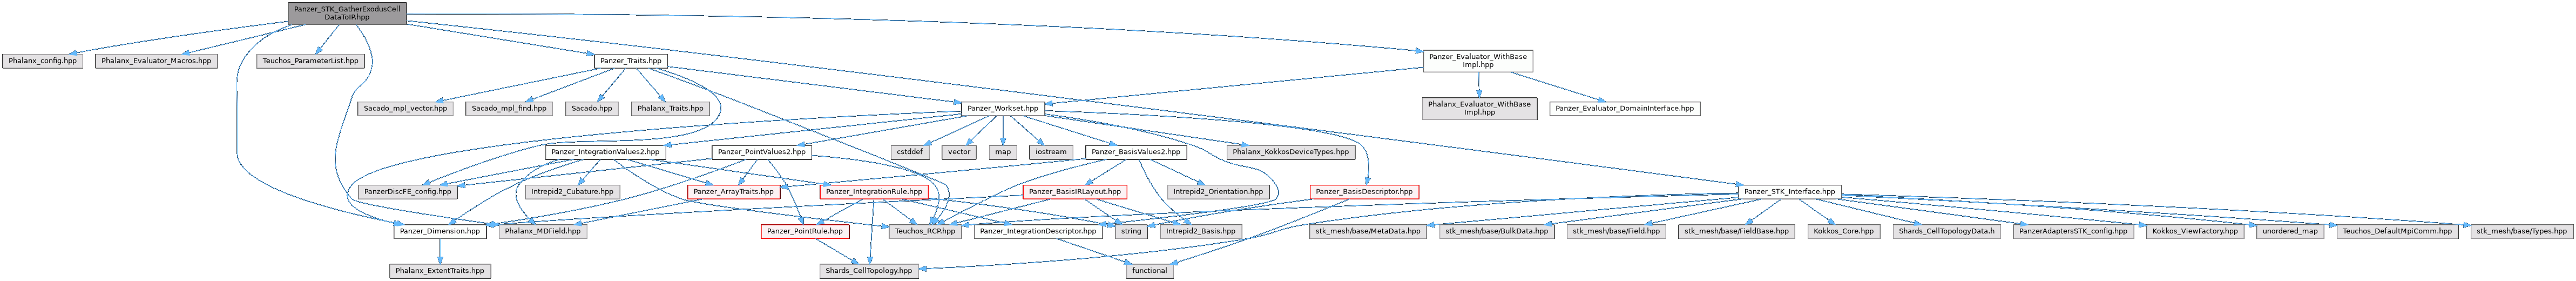 Panzer_STK_GatherExodusCell
DataToIP.hpp
Phalanx_config.hpp
Phalanx_Evaluator_Macros.hpp
Teuchos_ParameterList.hpp
Panzer_Traits.hpp
Panzer_Evaluator_WithBase
Impl.hpp
Sacado_mpl_vector.hpp
Sacado_mpl_find.hpp
Sacado.hpp
Phalanx_Traits.hpp
Panzer_Workset.hpp
Phalanx_Evaluator_WithBase
Impl.hpp
Panzer_Evaluator_DomainInterface.hpp
Panzer_IntegrationValues2.hpp
Panzer_PointValues2.hpp
cstddef
vector
map
iostream
Panzer_BasisValues2.hpp
Phalanx_KokkosDeviceTypes.hpp
PanzerDiscFE_config.hpp
Intrepid2_Cubature.hpp
Panzer_ArrayTraits.hpp
Panzer_IntegrationRule.hpp
Panzer_BasisIRLayout.hpp
Intrepid2_Orientation.hpp
Panzer_BasisDescriptor.hpp
Panzer_STK_Interface.hpp
Panzer_Dimension.hpp
Phalanx_MDField.hpp
Panzer_PointRule.hpp
Teuchos_RCP.hpp
Panzer_IntegrationDescriptor.hpp
string
Intrepid2_Basis.hpp
stk_mesh/base/MetaData.hpp
stk_mesh/base/BulkData.hpp
stk_mesh/base/Field.hpp
stk_mesh/base/FieldBase.hpp
Kokkos_Core.hpp
Shards_CellTopologyData.h
PanzerAdaptersSTK_config.hpp
Kokkos_ViewFactory.hpp
unordered_map
Teuchos_DefaultMpiComm.hpp
stk_mesh/base/Types.hpp
Phalanx_ExtentTraits.hpp
Shards_CellTopology.hpp
functional